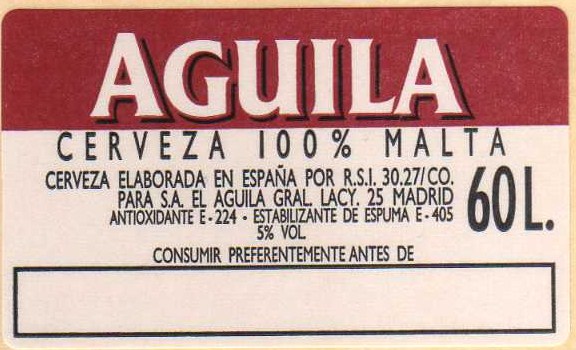 AGUILA
CERVEZA 100% MALTA
CERVEZA ELABORADA EN ESPAÑA POR R.S.I. 30.27/CO.
PARA S.A. EL AGUILA GRAL. LACY. 25 MADRID
ANTIOXIDANTE E-224 · ESTABILIZANTE DE ESPUMA E-405
5% VOL
60L.
CONSUMIR PREFERENTEMENTE ANTES DE